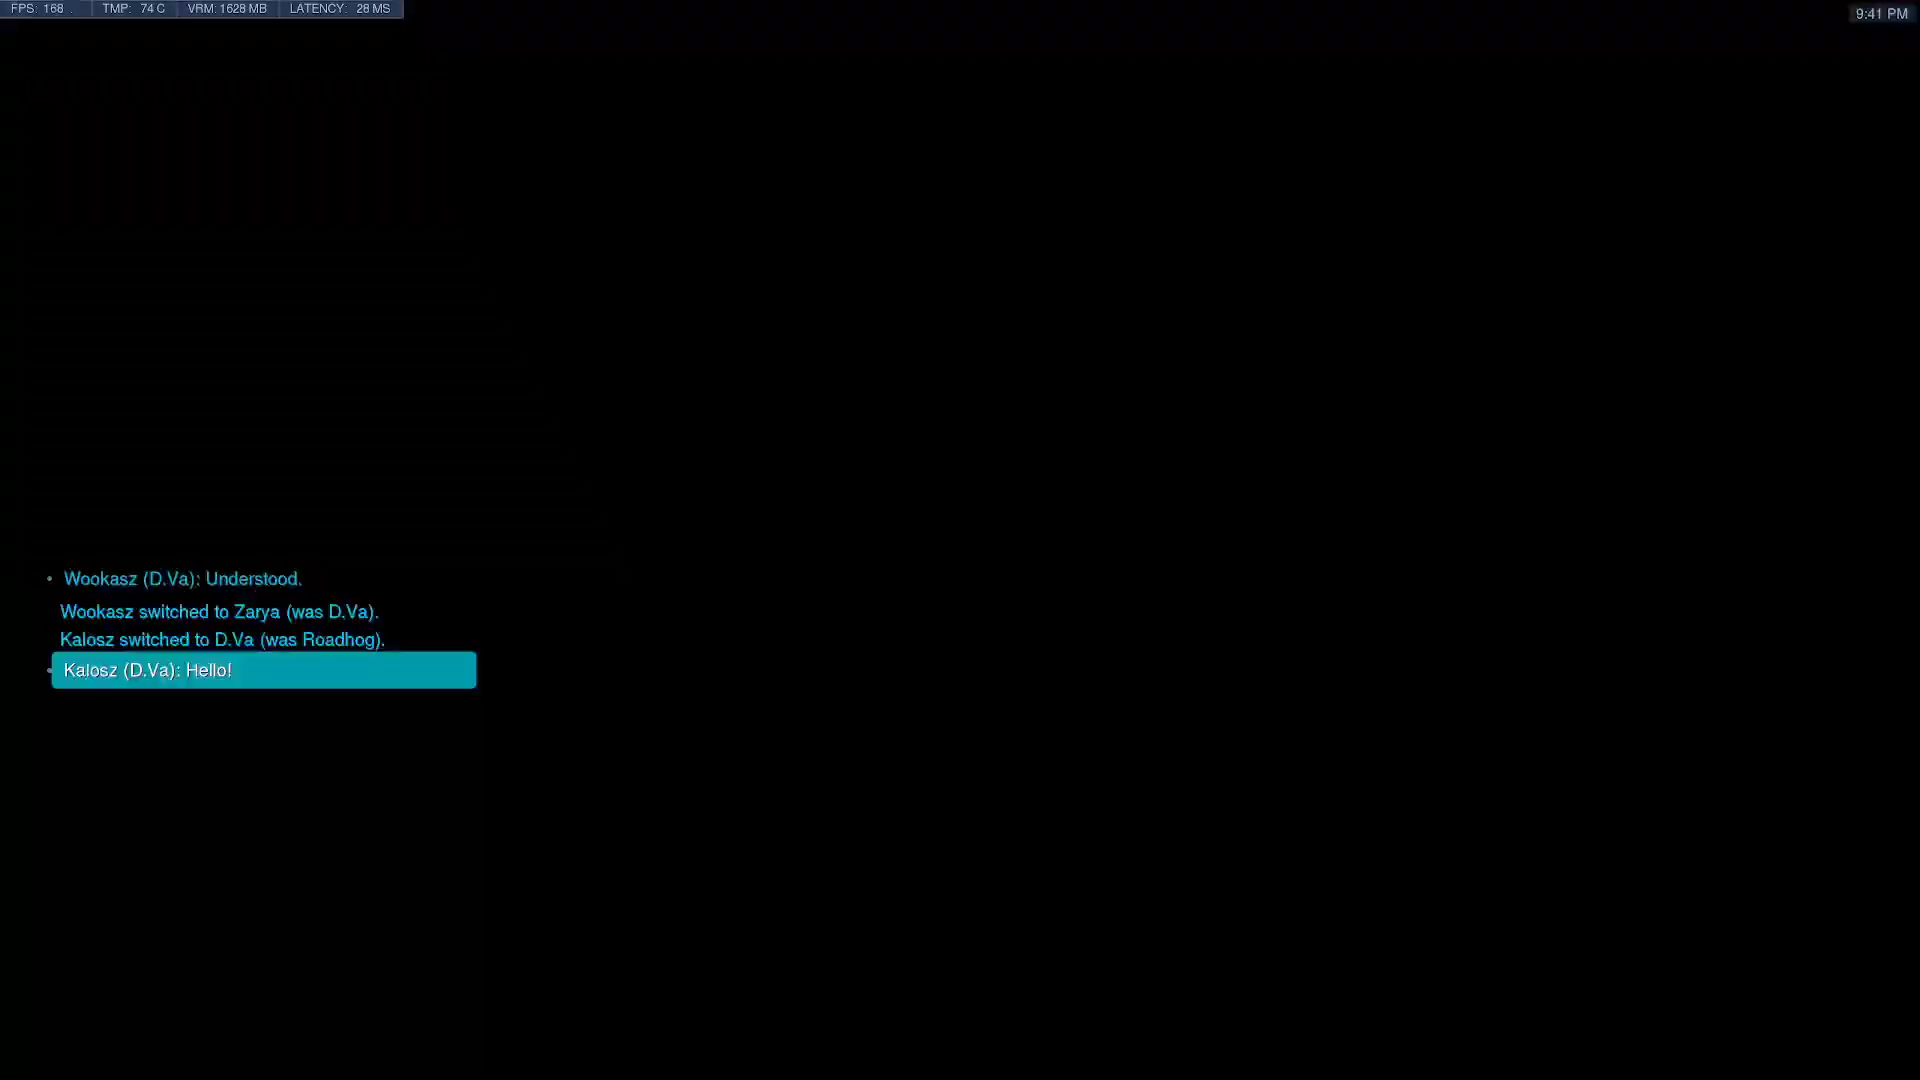 FPS: 168 TMP: 74 C VRM: 1628 MB LATENCY: 28 MS
9:41 PM
Wookasz (D.Va): Understood.
Wookasz switched to Zarya (was D.Va).
Kalosz switched to D.Va (was Roadhog).
Kalosz (D.Va): Hello!